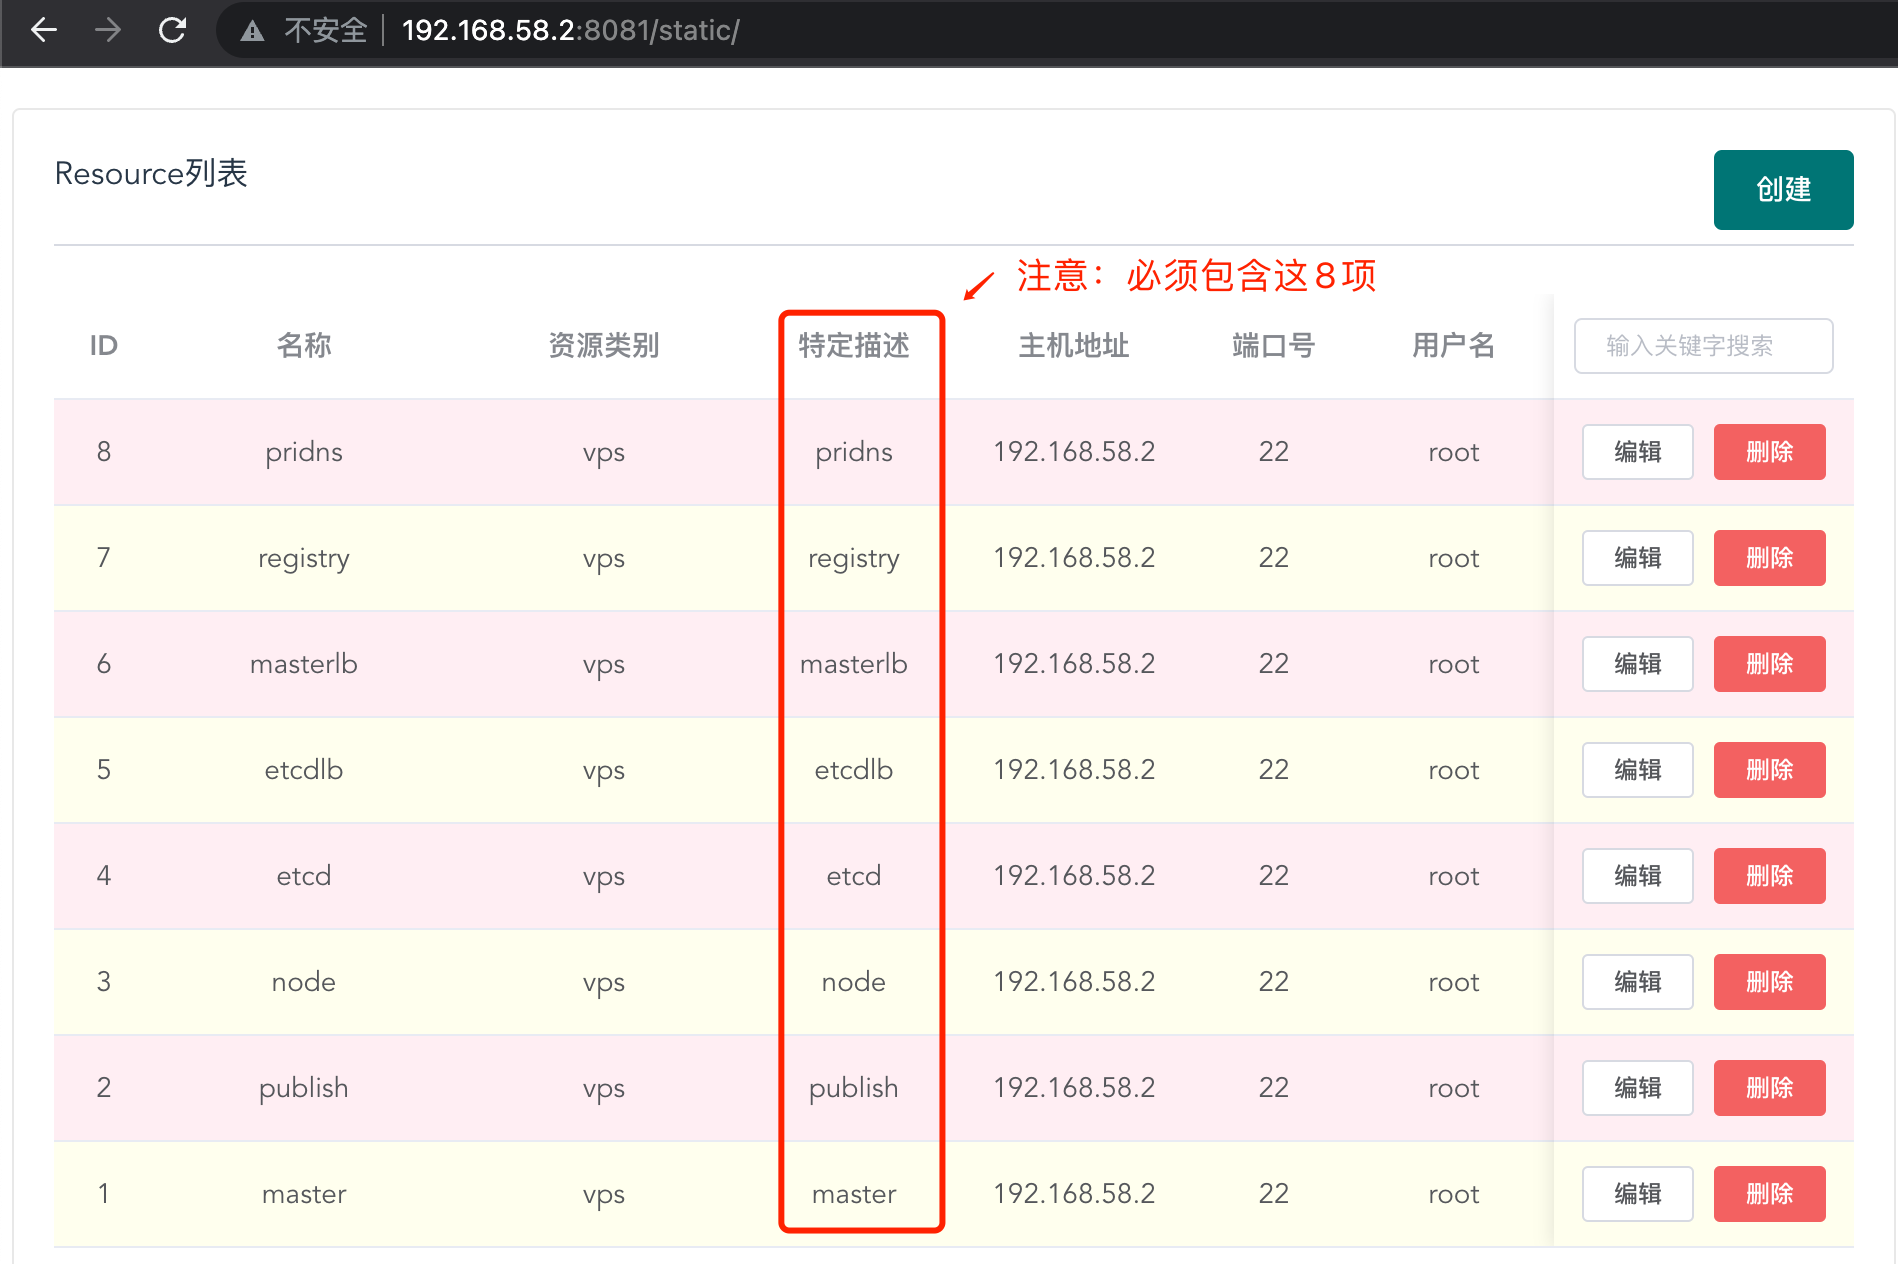 不安全 192.168.58.2:8081/static/
Resource列表
创建
注意：必须包含这8项
ID 名称 资源类别 特定描述 主机地址 端口号 用户名 输入关键字搜索
8 pridns vps pridns 192.168.58.2 22 root 编辑 删除
7 registry vps registry 192.168.58.2 22 root 编辑 删除
6 masterlb vps masterlb 192.168.58.2 22 root 编辑 删除
5 etcdlb vps etcdlb 192.168.58.2 22 root 编辑 删除
4 etcd vps etcd 192.168.58.2 22 root 编辑 删除
3 node vps node 192.168.58.2 22 root 编辑 删除
2 publish vps publish 192.168.58.2 22 root 编辑 删除
1 master vps master 192.168.58.2 22 root 编辑 删除